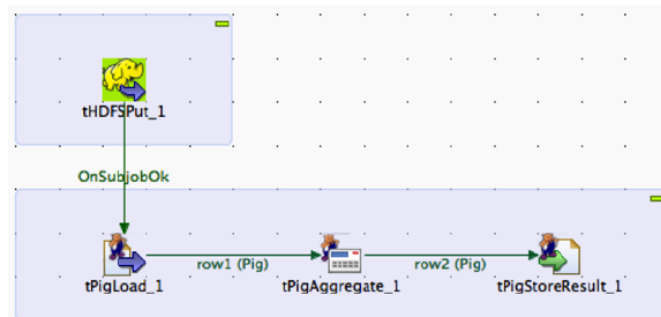 tHDFSPut_1
OnSubjobOk
row1 (Pig)
row2 (Pig)
tPigLoad_1
tPigAggregate_1
tPigStoreResult_1